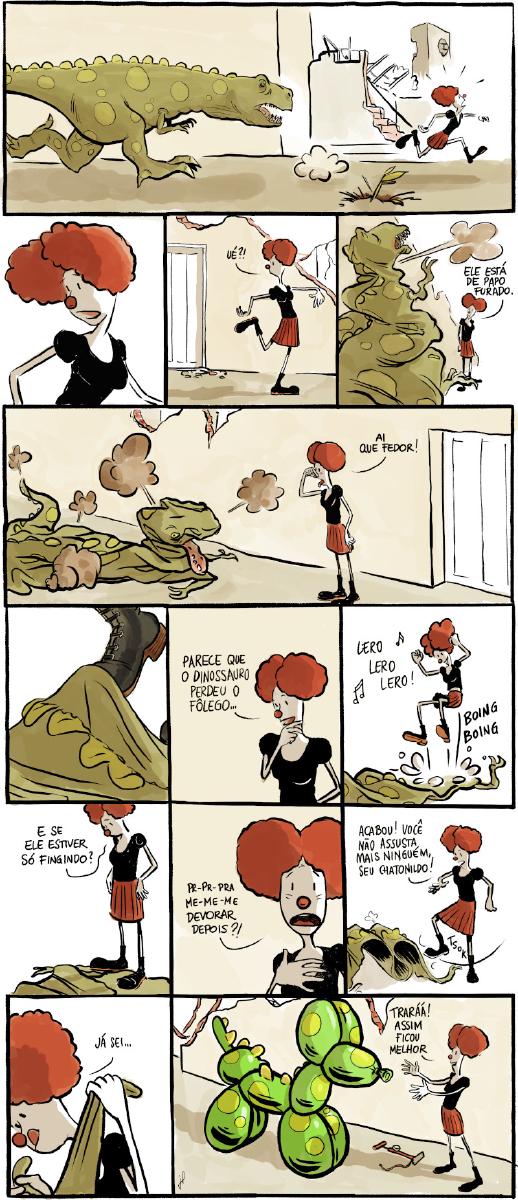 UÉ?!
ELE ESTÁ
DE PAPO
FURADO.
AI
QUE FEDOR!
PARECE QUE
O DINOSSAURO
PERDEU O
FÔLEGO...
LERO
LERO
LERO!
BOING
BOING
E SE
ELE ESTIVER
SÓ FINGINDO?
PR-PR-PRA
ME-ME-ME
DEVORAR
DEPOIS?!
ACABOU! VOCÊ
NÃO ASSUSTA
MAIS NINGUÉM,
SEU CHATONILDO!
TSOK
JÁ SEI...
TRARÁÁ!
ASSIM
FICOU
MELHOR